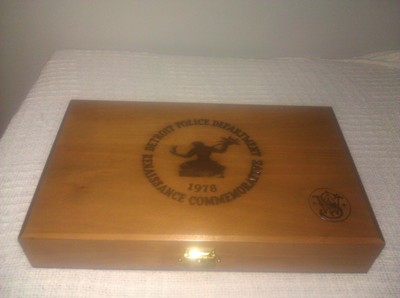 DETROIT POLICE DEPARTMENT
1978
RENAISSANCE COMMEMORATIVE
S&W